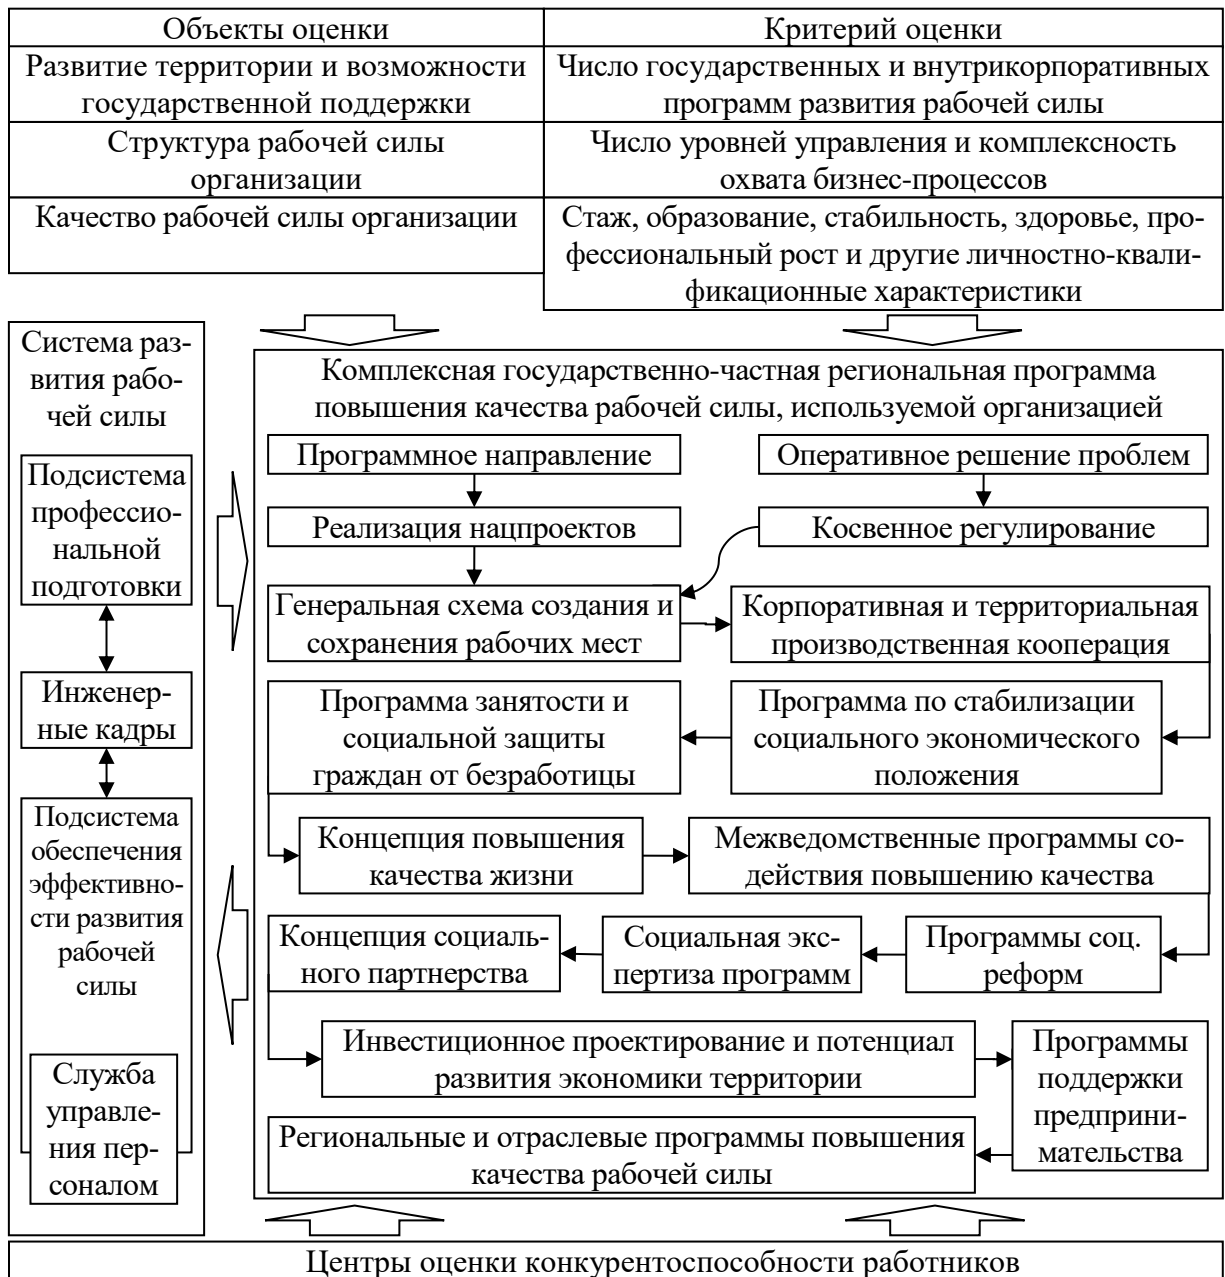 Объекты оценки
Критерий оценки
Развитие территории и возможности
государственной поддержки
Число государственных и внутрикорпоративных
программ развития рабочей силы
Структура рабочей силы
организации
Число уровней управления и комплексность
охвата бизнес-процессов
Качество рабочей силы организации
Стаж, образование, стабильность, здоровье, про-
фессиональный рост и другие личностно-квали-
фикационные характеристики
Система раз-
вития рабо-
чей силы
Подсистема
профессио-
нальной
подготовки
Инженер-
ные кадры
Подсистема
обеспечения
эффективно-
сти развития
рабочей
силы
Служба
управле-
ния пер-
соналом
Комплексная государственно-частная региональная программа
повышения качества рабочей силы, используемой организацией
Программное направление
Оперативное решение проблем
Реализация нацпроектов
Косвенное регулирование
Генеральная схема создания и
сохранения рабочих мест
Корпоративная и территориальная
производственная кооперация
Программа занятости и
социальной защиты
граждан от безработицы
Программа по стабилизации
социального экономического
положения
Концепция повышения
качества жизни
Межведомственные программы со-
действия повышению качества
Концепция социаль-
ного партнерства
Социальная экс-
пертиза программ
Программы соц.
реформ
Инвестиционное проектирование и потенциал
развития экономики территории
Программы
поддержки
предприни-
мательства
Региональные и отраслевые программы повышения
качества рабочей силы
Центры оценки конкурентоспособности работников